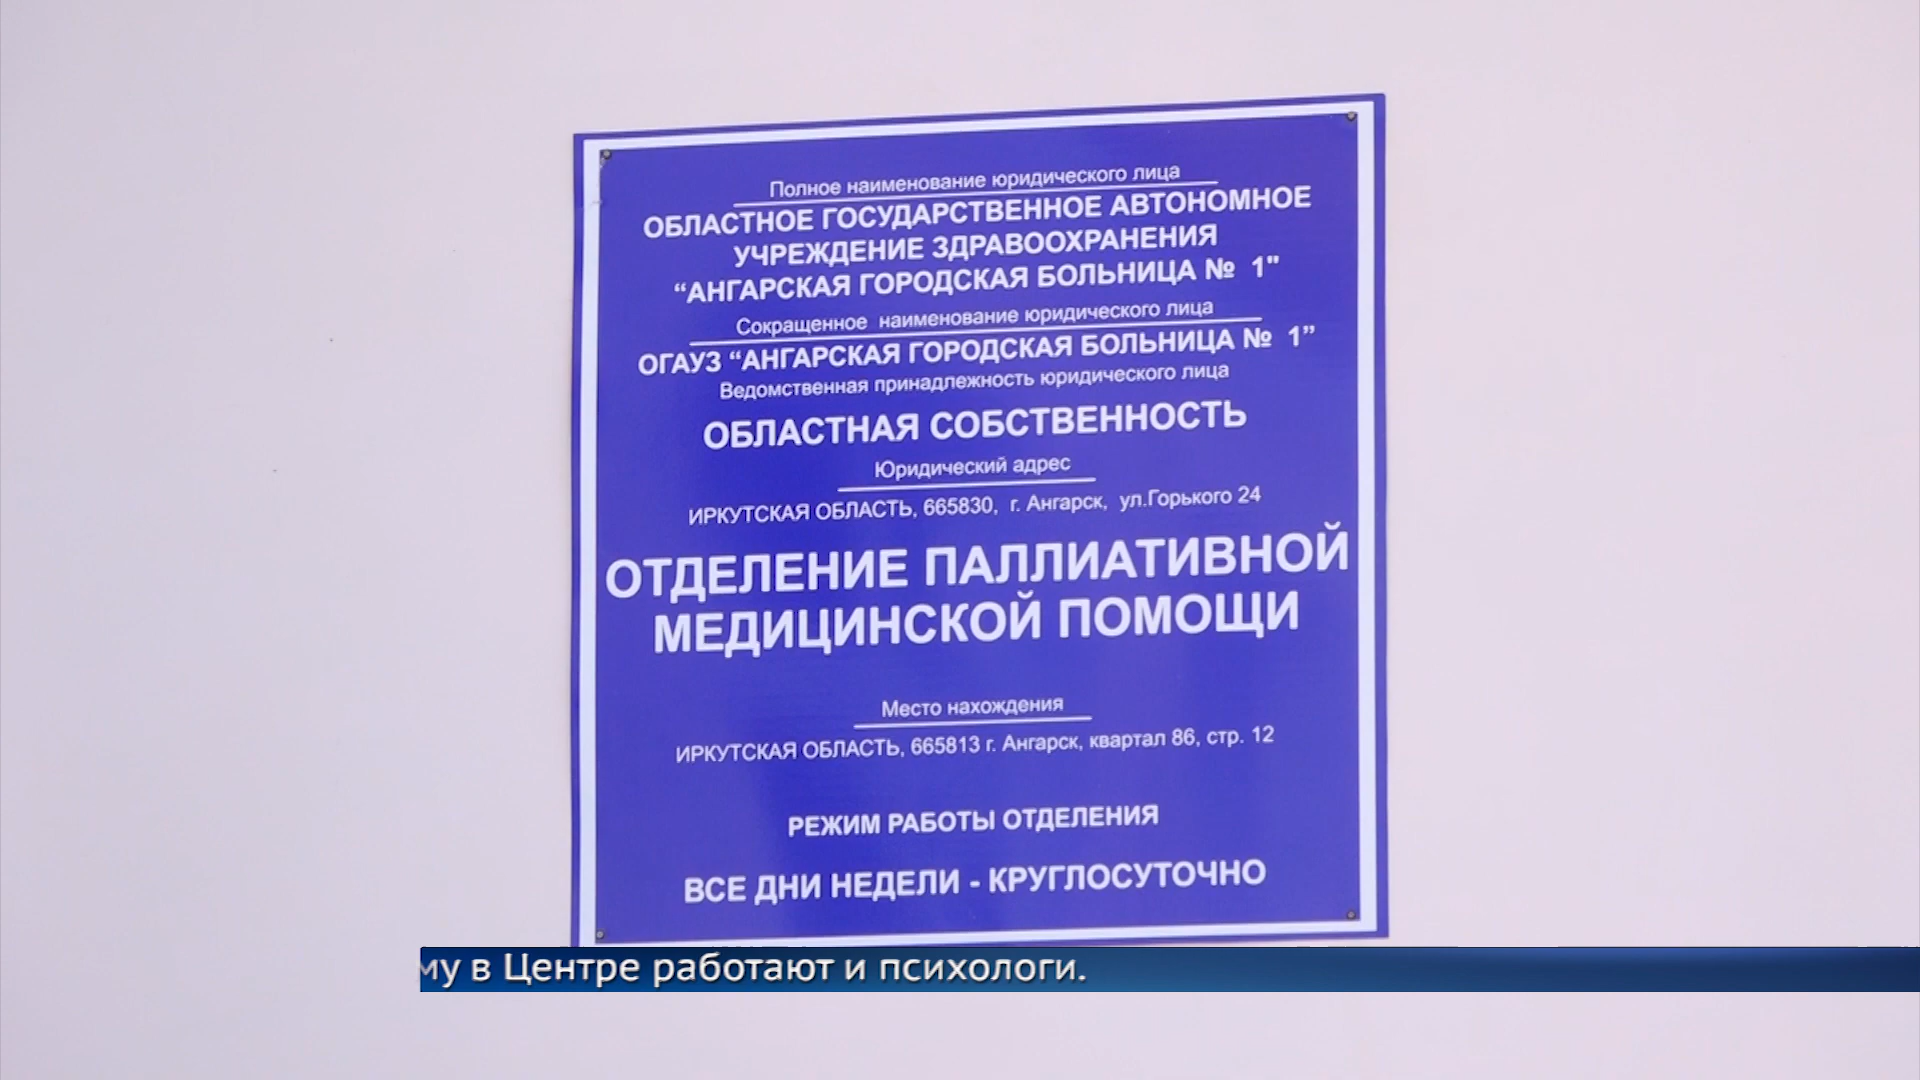 Полное наименование юридического лица
ОБЛАСТНОЕ ГОСУДАРСТВЕННОЕ АВТОНОМНОЕ
УЧРЕЖДЕНИЕ ЗДРАВООХРАНЕНИЯ
“АНГАРСКАЯ ГОРОДСКАЯ БОЛЬНИЦА № 1"
Сокращенное наименование юридического лица
ОГАУЗ “АНГАРСКАЯ ГОРОДСКАЯ БОЛЬНИЦА № 1”
Ведомственная принадлежность юридического лица
ОБЛАСТНАЯ СОБСТВЕННОСТЬ
Юридический адрес
ИРКУТСКАЯ ОБЛАСТЬ, 665830, г. Ангарск, ул.Горького 24
ОТДЕЛЕНИЕ ПАЛЛИАТИВНОЙ
МЕДИЦИНСКОЙ ПОМОЩИ
Место нахождения
ИРКУТСКАЯ ОБЛАСТЬ, 665813 г. Ангарск, квартал 86, стр. 12
РЕЖИМ РАБОТЫ ОТДЕЛЕНИЯ
ВСЕ ДНИ НЕДЕЛИ - КРУГЛОСУТОЧНО
му в Центре работают и психологи.